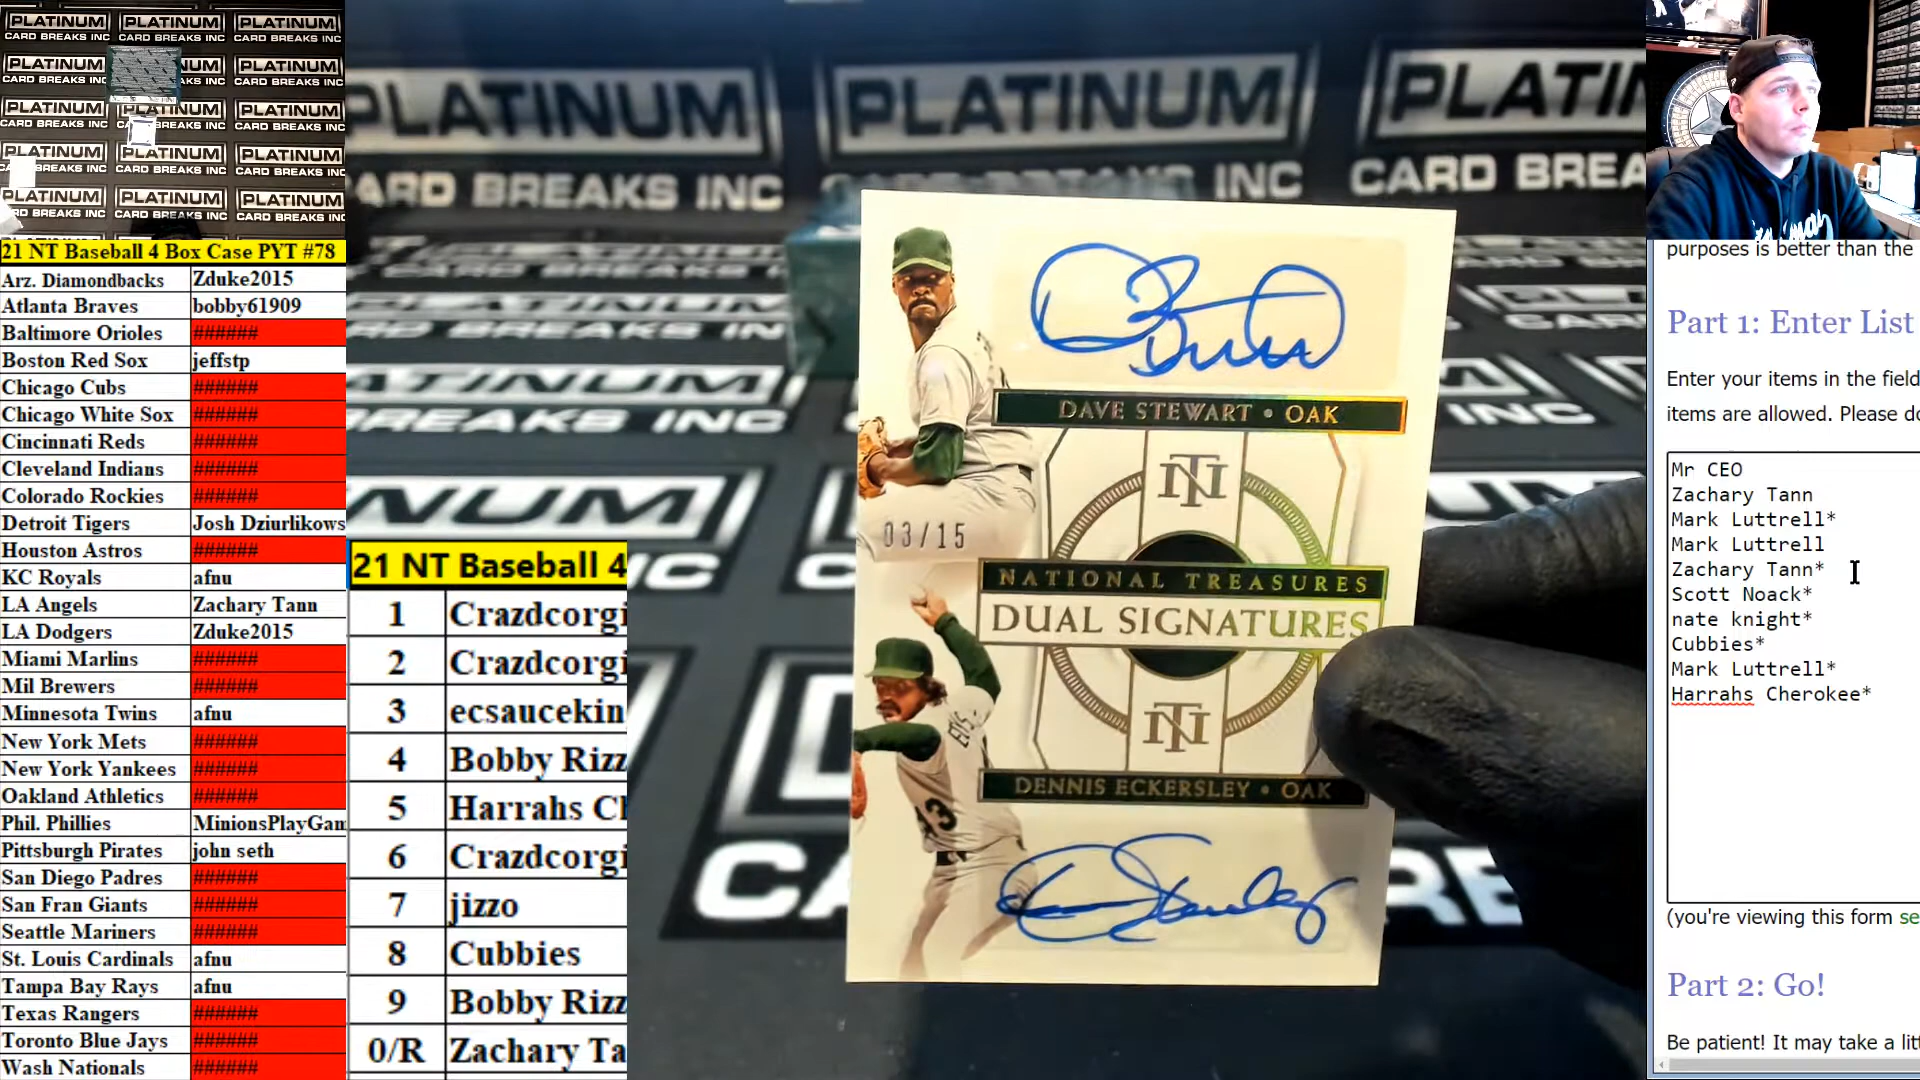 21 NT Baseball 4 Box Case PYT #78
Arz. Diamondbacks Zduke2015
Atlanta Braves bobby61909
Baltimore Orioles ######
Boston Red Sox jeffstp
Chicago Cubs ######
Chicago White Sox ######
Cincinnati Reds ######
Cleveland Indians ######
Colorado Rockies ######
Detroit Tigers Josh Dziurlikows
Houston Astros ######
KC Royals afnu
LA Angels Zachary Tann
LA Dodgers Zduke2015
Miami Marlins ######
Mil Brewers ######
Minnesota Twins afnu
New York Mets ######
New York Yankees ######
Oakland Athletics ######
Phil. Phillies MinionsPlayGam
Pittsburgh Pirates john seth
San Diego Padres ######
San Fran Giants ######
Seattle Mariners ######
St. Louis Cardinals afnu
Tampa Bay Rays afnu
Texas Rangers ######
Toronto Blue Jays ######
Wash Nationals ######
21 NT Baseball 4
1 Crazdcorgi
2 Crazdcorgi
3 ecsaucekin
4 Bobby Rizz
5 Harrahs Ch
6 Crazdcorgi
7 jizzo
8 Cubbies
9 Bobby Rizz
0/R Zachary Ta
PLATINUM PLATINUM PLATINUM
CARD BREAKS INC CARD BREAKS INC CARD BREAKS INC
DAVE STEWART • OAK
NT
03/15
NATIONAL TREASURES
DUAL SIGNATURES
NT
DENNIS ECKERSLEY • OAK
43
purposes is better than the
Part 1: Enter List
Enter your items in the field
items are allowed. Please do
Mr CEO
Zachary Tann
Mark Luttrell*
Mark Luttrell
Zachary Tann*
Scott Noack*
nate knight*
Cubbies*
Mark Luttrell*
Harrahs Cherokee*
(you're viewing this form se
Part 2: Go!
Be patient! It may take a litt